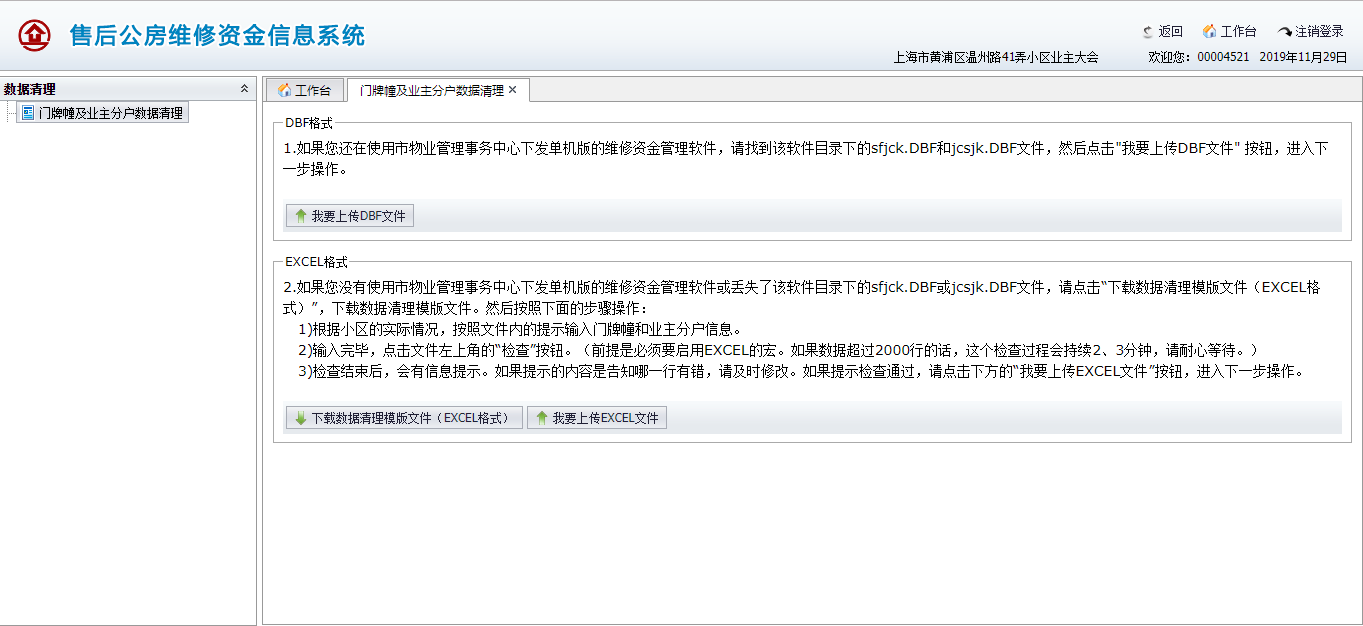 售后公房维修资金信息系统
返回 工作台 注销登录
上海市黄浦区温州路41弄小区业主大会 欢迎您：00004521 2019年11月29日
数据清理
门牌幢及业主分户数据清理
工作台 门牌幢及业主分户数据清理 ×
DBF格式
1.如果您还在使用市物业管理事务中心下发单机版的维修资金管理软件，请找到该软件目录下的sfjck.DBF和jcsjk.DBF文件，然后点击"我要上传DBF文件" 按钮，进入下
一步操作。
我要上传DBF文件
EXCEL格式
2.如果您没有使用市物业管理事务中心下发单机版的维修资金管理软件或丢失了该软件目录下的sfjck.DBF或jcsjk.DBF文件，请点击“下载数据清理模版文件（EXCEL格
式）”，下载数据清理模版文件。然后按照下面的步骤操作：
1)根据小区的实际情况，按照文件内的提示输入门牌幢和业主分户信息。
2)输入完毕，点击文件左上角的“检查”按钮。（前提是必须要启用EXCEL的宏。如果数据超过2000行的话，这个检查过程会持续2、3分钟，请耐心等待。）
3)检查结束后，会有信息提示。如果提示的内容是告知哪一行有错，请及时修改。如果提示检查通过，请点击下方的“我要上传EXCEL文件”按钮，进入下一步操作。
下载数据清理模版文件（EXCEL格式） 我要上传EXCEL文件